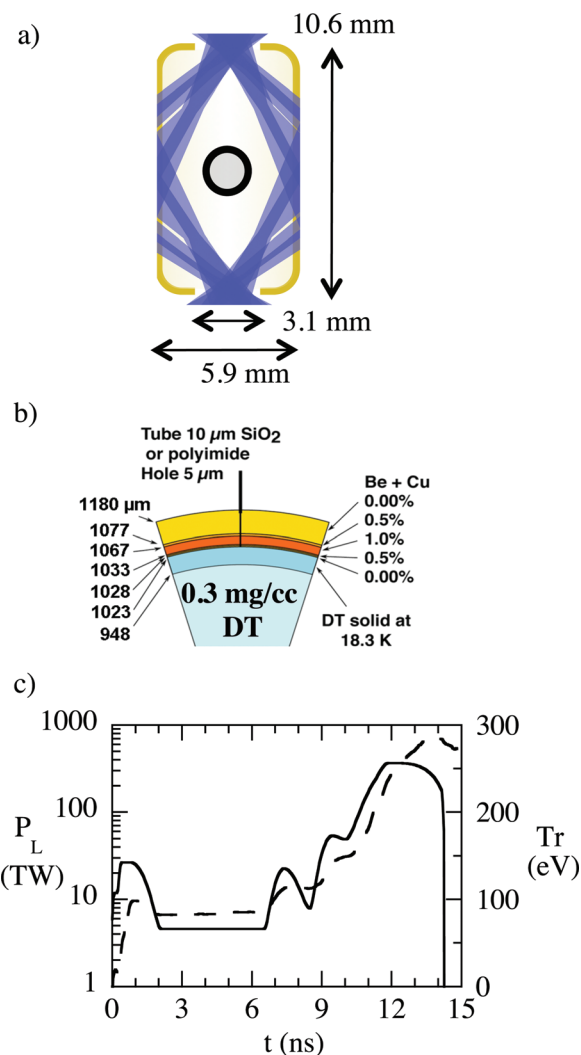 a)
10.6 mm
3.1 mm
5.9 mm
b)
Tube 10 µm SiO2
or polyimide
Hole 5 µm
1180 µm
1077
1067
1033
1028
1023
948
Be + Cu
0.00%
0.5%
1.0%
0.5%
0.00%
0.3 mg/cc
DT
DT solid at
18.3 K
c)
1000
100
10
1
PL
(TW)
300
200
100
0
Tr
(eV)
0 3 6 9 12 15
t (ns)